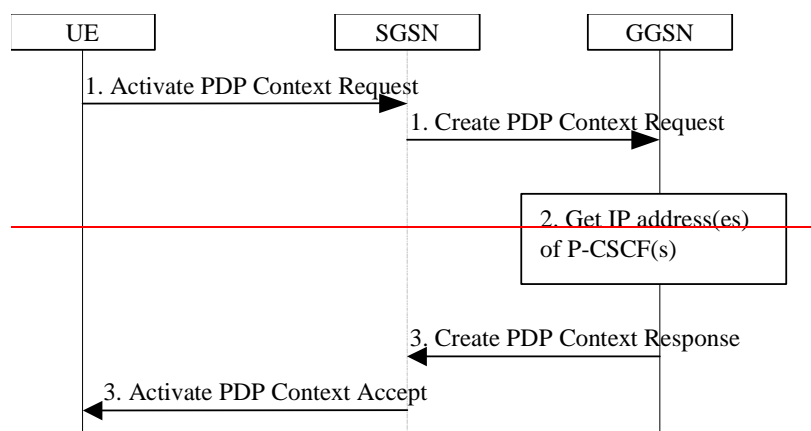 UE SGSN GGSN
1. Activate PDP Context Request
1. Create PDP Context Request
2. Get IP address(es)
of P-CSCF(s)
3. Create PDP Context Response
3. Activate PDP Context Accept